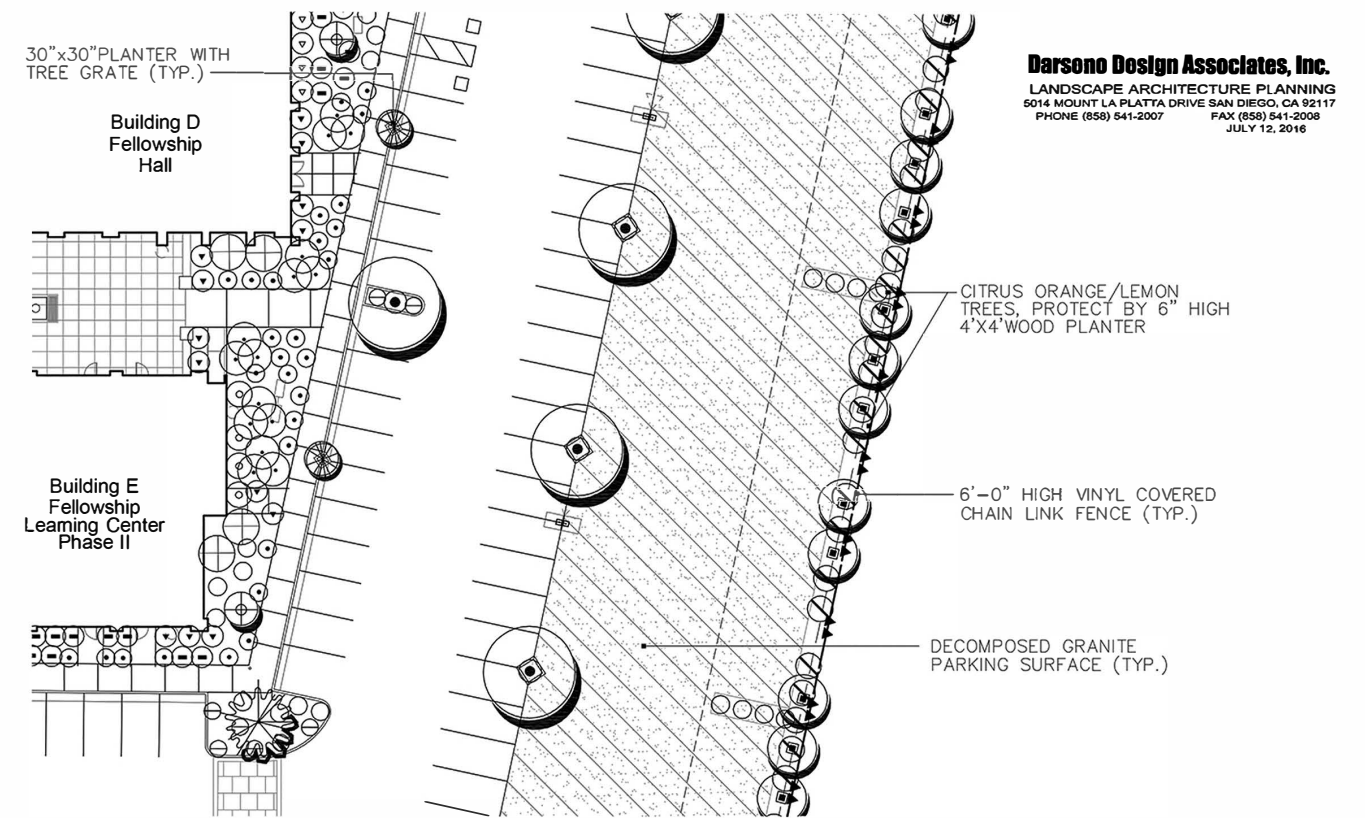 30"x30"PLANTER WITH
TREE GRATE (TYP.)
Building D
Fellowship
Hall
Darsono Design Associates, Inc.
LANDSCAPE ARCHITECTURE PLANNING
5014 MOUNT LA PLATTA DRIVE SAN DIEGO, CA 92117
PHONE (858) 541-2007 FAX (858) 541-2008
JULY 12, 2016
CITRUS ORANGE/LEMON
TREES, PROTECT BY 6" HIGH
4'X4'WOOD PLANTER
Building E
Fellowship
Learning Center
Phase II
6'-0" HIGH VINYL COVERED
CHAIN LINK FENCE (TYP.)
DECOMPOSED GRANITE
PARKING SURFACE (TYP.)